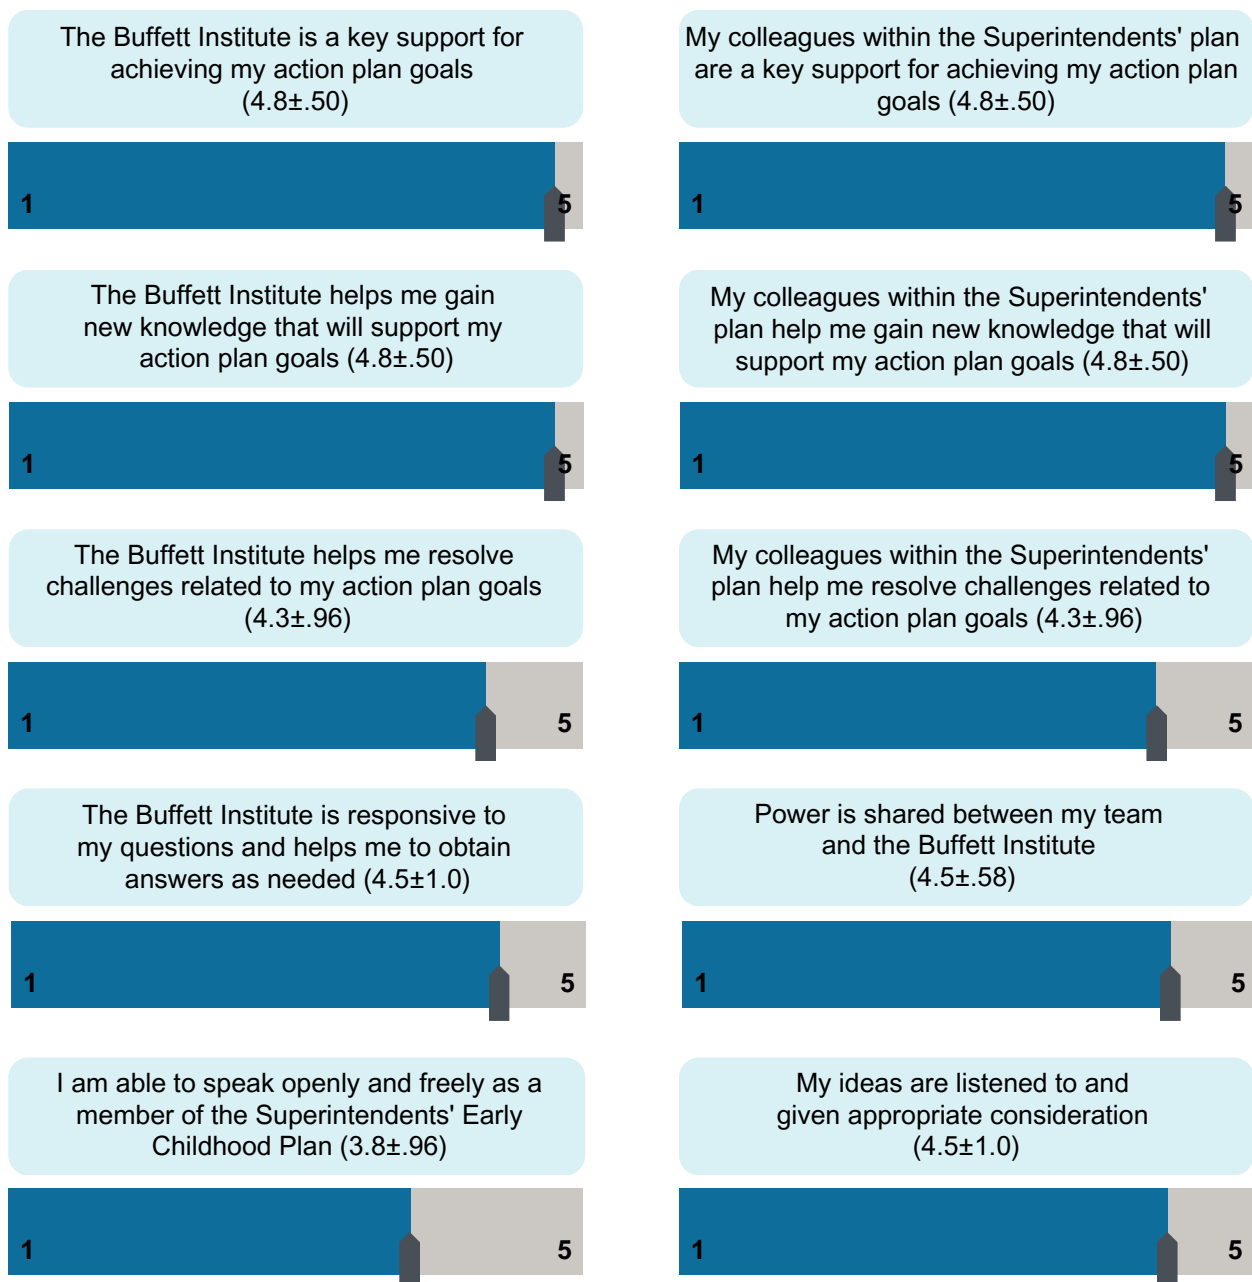 The Buffett Institute is a key support for
achieving my action plan goals
(4.8±.50)
My colleagues within the Superintendents' plan
are a key support for achieving my action plan
goals (4.8±.50)
1
5
1
5
The Buffett Institute helps me gain
new knowledge that will support my
action plan goals (4.8±.50)
My colleagues within the Superintendents'
plan help me gain new knowledge that will
support my action plan goals (4.8±.50)
1
5
1
5
The Buffett Institute helps me resolve
challenges related to my action plan goals
(4.3±.96)
My colleagues within the Superintendents'
plan help me resolve challenges related to
my action plan goals (4.3±.96)
1
5
1
5
The Buffett Institute is responsive to
my questions and helps me to obtain
answers as needed (4.5±1.0)
Power is shared between my team
and the Buffett Institute
(4.5±.58)
1
5
1
5
I am able to speak openly and freely as a
member of the Superintendents' Early
Childhood Plan (3.8±.96)
My ideas are listened to and
given appropriate consideration
(4.5±1.0)
1
5
1
5